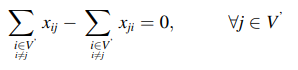 ∑_{i∈V', i≠j} x_{ij} − ∑_{i∈V', i≠j} x_{ji} = 0, ∀j ∈ V'